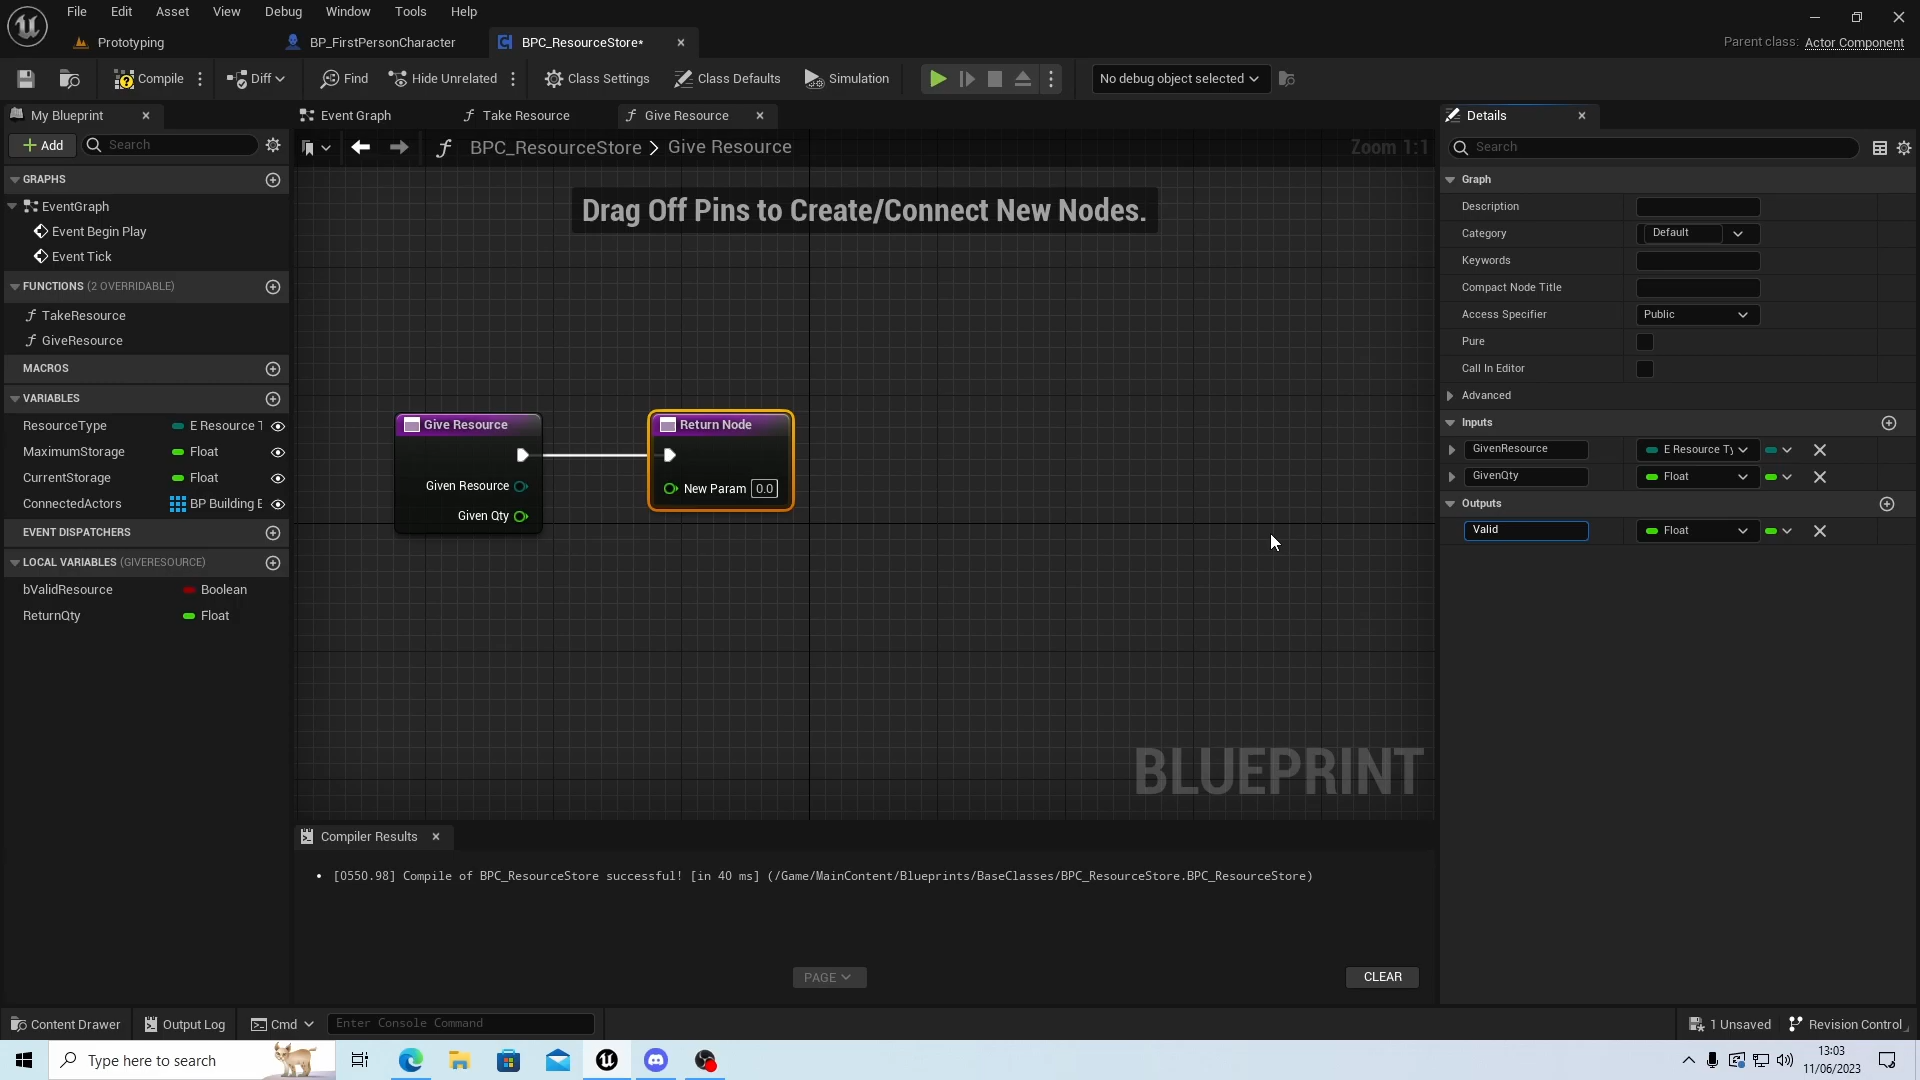 File Edit Asset View Debug Window Tools Help
Prototyping BP_FirstPersonCharacter BPC_ResourceStore* Parent class: Actor Component
Compile Diff Find Hide Unrelated Class Settings Class Defaults Simulation No debug object selected
My Blueprint Event Graph Take Resource Give Resource Details
Add Search BPC_ResourceStore > Give Resource Zoom 1:1 Search
GRAPHS
EventGraph
Event Begin Play
Event Tick
FUNCTIONS (2 OVERRIDABLE)
TakeResource
GiveResource
MACROS
VARIABLES
ResourceType E Resource T
MaximumStorage Float
CurrentStorage Float
ConnectedActors BP Building E
EVENT DISPATCHERS
LOCAL VARIABLES (GIVERESOURCE)
bValidResource Boolean
ReturnQty Float
Drag Off Pins to Create/Connect New Nodes.
Give Resource
Given Resource
Given Qty
Return Node
New Param 0.0
BLUEPRINT
Graph
Description
Category Default
Keywords
Compact Node Title
Access Specifier Public
Pure
Call In Editor
Advanced
Inputs
GivenResource E Resource Ty
GivenQty Float
Outputs
Valid Float
Compiler Results
[0550.98] Compile of BPC_ResourceStore successful! [in 40 ms] (/Game/MainContent/Blueprints/BaseClasses/BPC_ResourceStore.BPC_ResourceStore)
PAGE CLEAR
Content Drawer Output Log Cmd Enter Console Command 1 Unsaved Revision Control
Type here to search 13:03
11/06/2023